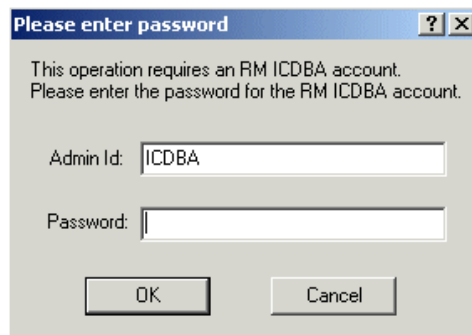 Please enter password
This operation requires an RM ICDBA account.
Please enter the password for the RM ICDBA account.
Admin Id: ICDBA
Password:
OK Cancel